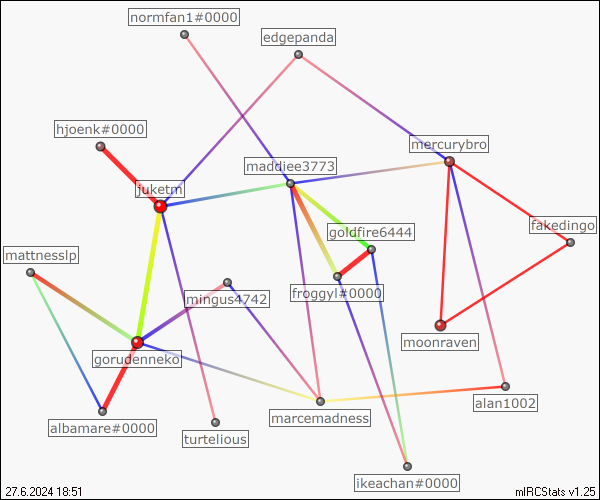 normfan1#0000
edgepanda
hjoenk#0000
mercurybro
maddiee3773
juketrn
fakedingo
goldfire6444
mattnesslp
froggyl#0000
mingus4742
moonraven
gorudenneko
alan1002
marcemadness
albamare#0000
turtelious
ikeachan#0000
27.6.2024 18:51
mIRCStats v1.25